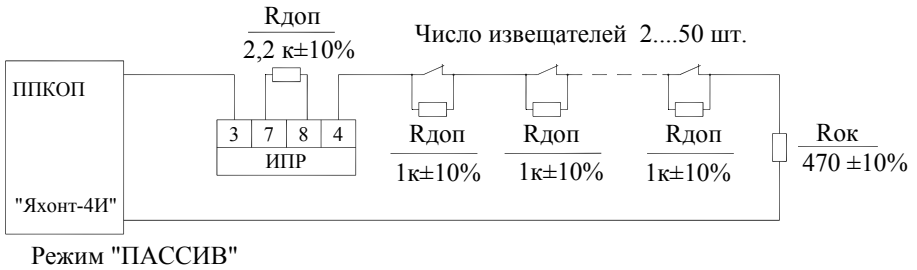 Rдоп
2,2 к±10%
Число извещателей 2....50 шт.
ППКОП
3 7 8 4
ИПР
Rдоп
1к±10%
Rдоп
1к±10%
Rдоп
1к±10%
Rок
470 ±10%
"Яхонт-4И"
Режим "ПАССИВ"